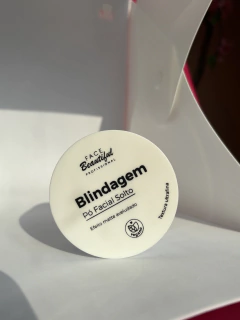 FACE
Beautiful
PROFISSIONAL
Blindagem
Pó Facial Solto
Efeito matte aveludado
Textura ultrafina